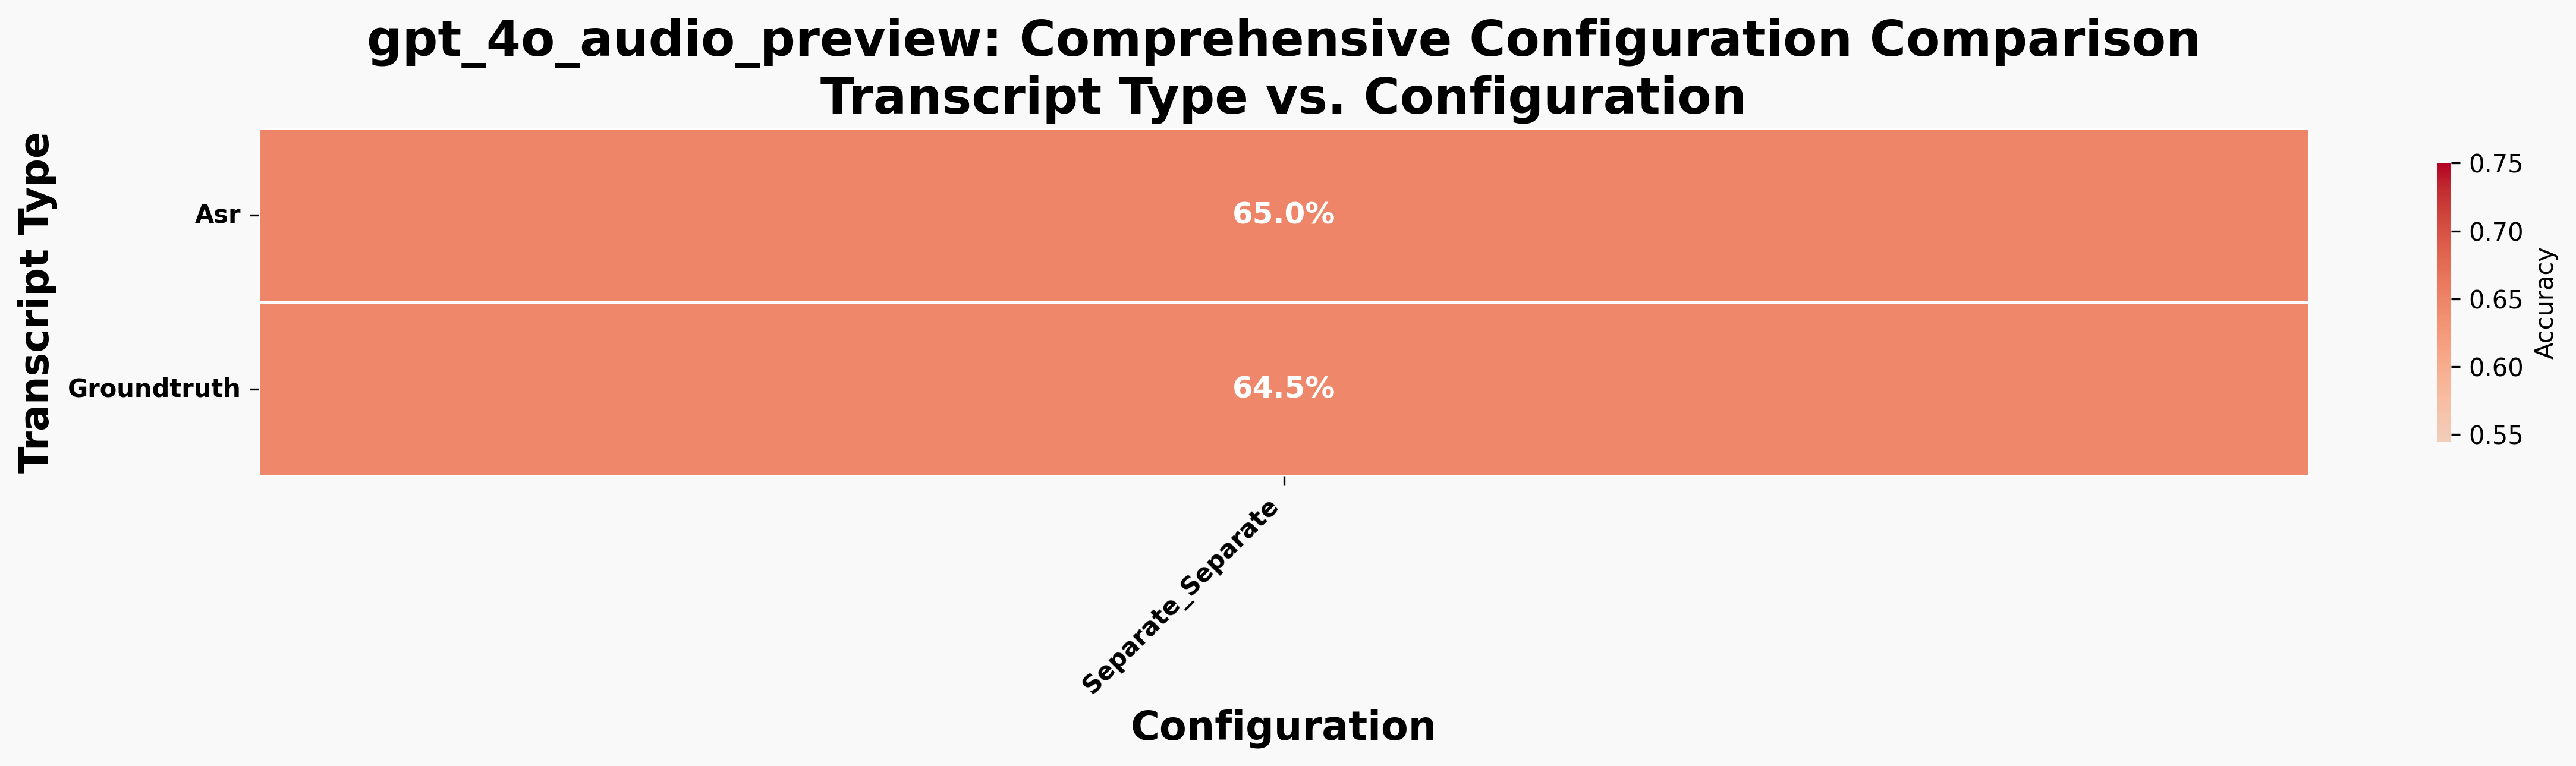 gpt_4o_audio_preview: Comprehensive Configuration Comparison
Transcript Type vs. Configuration
Transcript Type
Asr
65.0%
Groundtruth
64.5%
Separate_Separate
Configuration
0.75
0.70
0.65
0.60
0.55
Accuracy